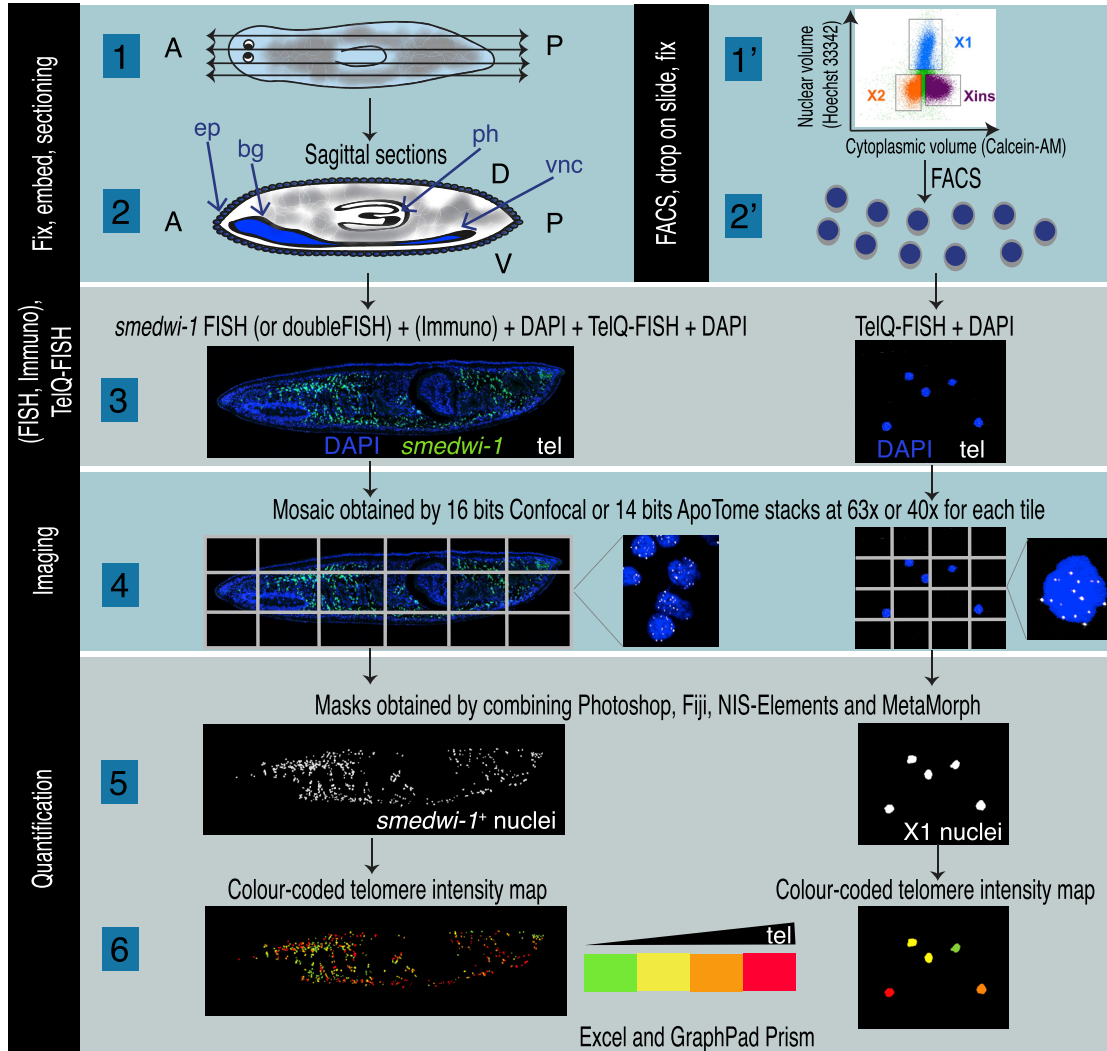 Fix, embed, sectioning
1
A
P
ep
bg
Sagittal sections
ph
vnc
D
2
A
P
V
FACS, drop on slide, fix
1’
Nuclear volume
(Hoechst 33342)
X1
X2
Xins
Cytoplasmic volume (Calcein-AM)
FACS
2’
(FISH, Immuno),
TelQ-FISH
smedwi-1 FISH (or doubleFISH) + (Immuno) + DAPI + TelQ-FISH + DAPI
TelQ-FISH + DAPI
3
DAPI smedwi-1 tel
DAPI tel
Imaging
Mosaic obtained by 16 bits Confocal or 14 bits ApoTome stacks at 63x or 40x for each tile
4
Quantification
Masks obtained by combining Photoshop, Fiji, NIS-Elements and MetaMorph
5
smedwi-1⁺ nuclei
X1 nuclei
Colour-coded telomere intensity map
Colour-coded telomere intensity map
6
tel
Excel and GraphPad Prism